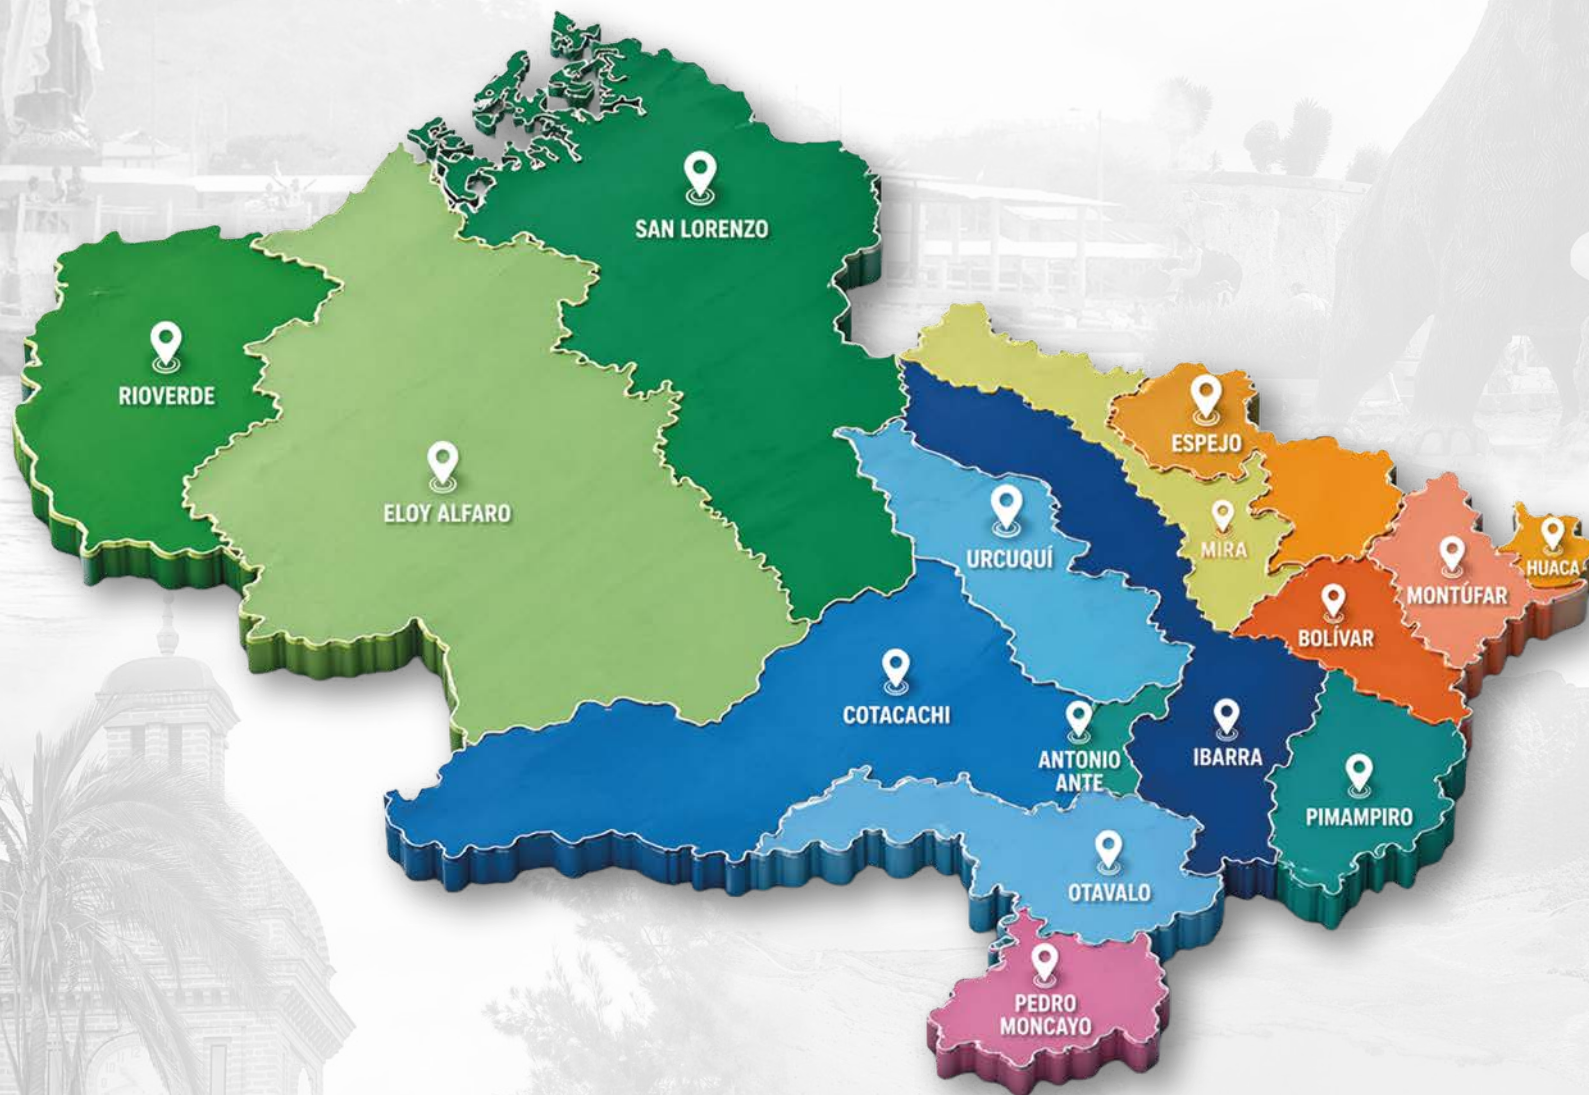 SAN LORENZO
RIOVERDE
ESPEJO
ELOY ALFARO
URCUQUÍ
MIRA
HUACA
MONTÚFAR
BOLÍVAR
COTACACHI
ANTONIO
ANTE
IBARRA
PIMAMPIRO
OTAVALO
PEDRO
MONCAYO